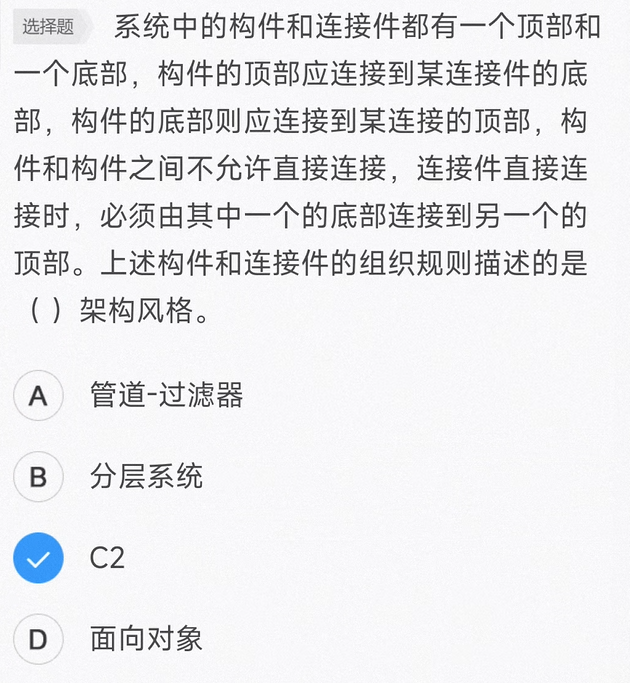 选择题 系统中的构件和连接件都有一个顶部和
一个底部，构件的顶部应连接到某连接件的底
部，构件的底部则应连接到某连接的顶部，构
件和构件之间不允许直接连接，连接件直接连
接时，必须由其中一个的底部连接到另一个的
顶部。上述构件和连接件的组织规则描述的是
（ ）架构风格。
A 管道-过滤器
B 分层系统
C2
D 面向对象